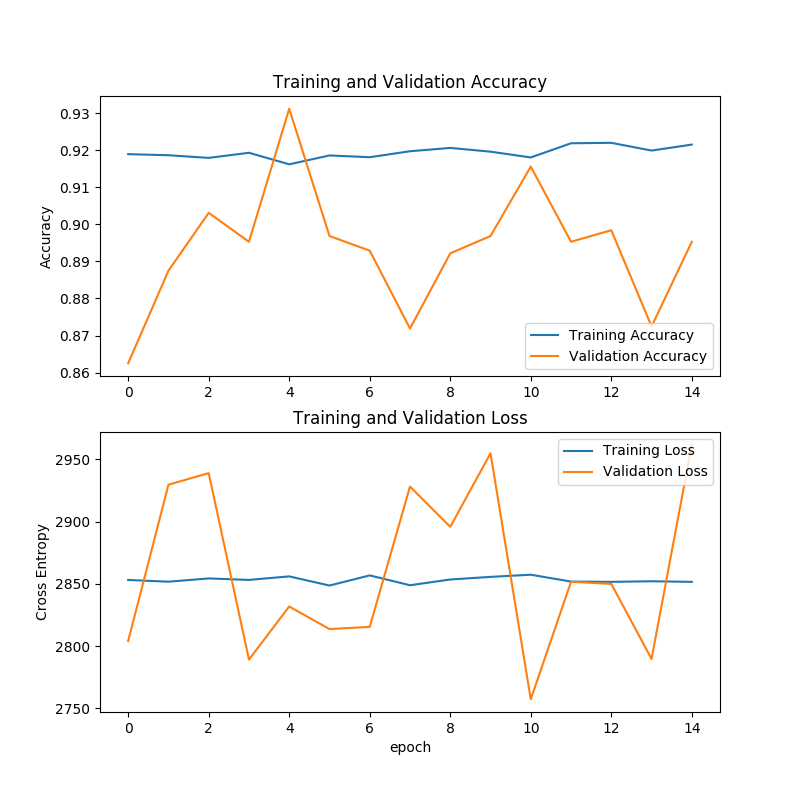 Training and Validation Accuracy
Accuracy
0.93
0.92
0.91
0.90
0.89
0.88
0.87
0.86
Training Accuracy
Validation Accuracy
0 2 4 6 8 10 12 14
Training and Validation Loss
Cross Entropy
2950
2900
2850
2800
2750
Training Loss
Validation Loss
0 2 4 6 8 10 12 14
epoch